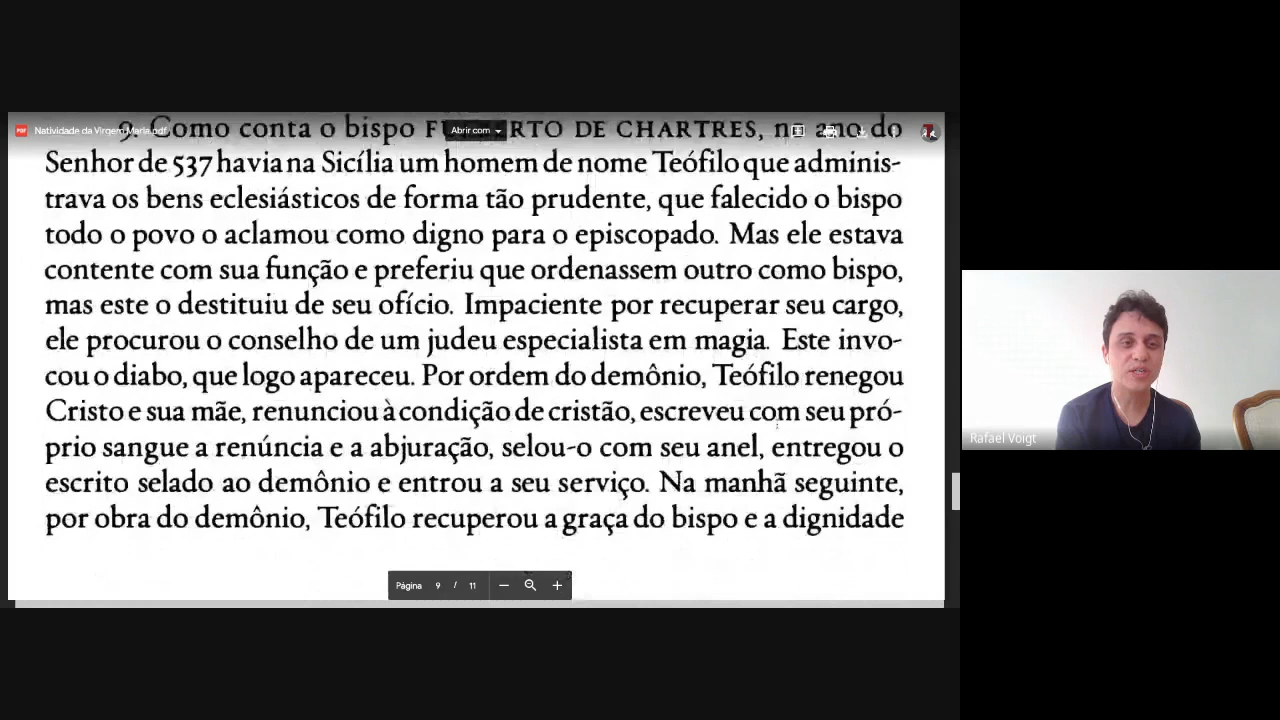 Natividade da Virgem Maria.pdf
Abrir com
9. Como conta o bispo DE CHARTRES, no ano do
Senhor de 537 havia na Sicília um homem de nome Teófilo que adminis-
trava os bens eclesiásticos de forma tão prudente, que falecido o bispo
todo o povo o aclamou como digno para o episcopado. Mas ele estava
contente com sua função e preferiu que ordenassem outro como bispo,
mas este o destituiu de seu ofício. Impaciente por recuperar seu cargo,
ele procurou o conselho de um judeu especialista em magia. Este invo-
cou o diabo, que logo apareceu. Por ordem do demônio, Teófilo renegou
Cristo e sua mãe, renunciou à condição de cristão, escreveu com seu pró-
prio sangue a renúncia e a abjuração, selou-o com seu anel, entregou o
escrito selado ao demônio e entrou a seu serviço. Na manhã seguinte,
por obra do demônio, Teófilo recuperou a graça do bispo e a dignidade
Página 9 / 11
Rafael Voigt